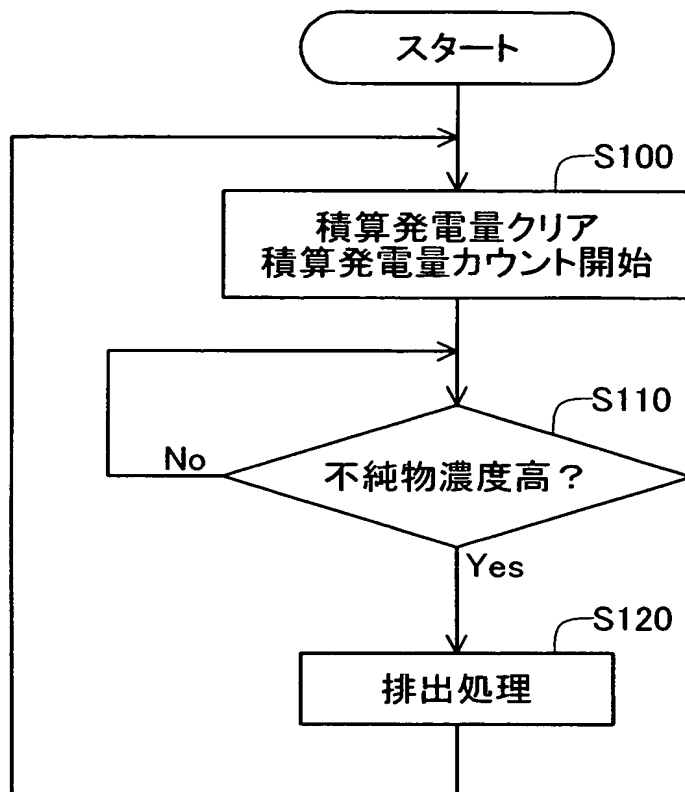 スタート
S100
積算発電量クリア
積算発電量カウント開始
S110
No
不純物濃度高？
Yes
S120
排出処理